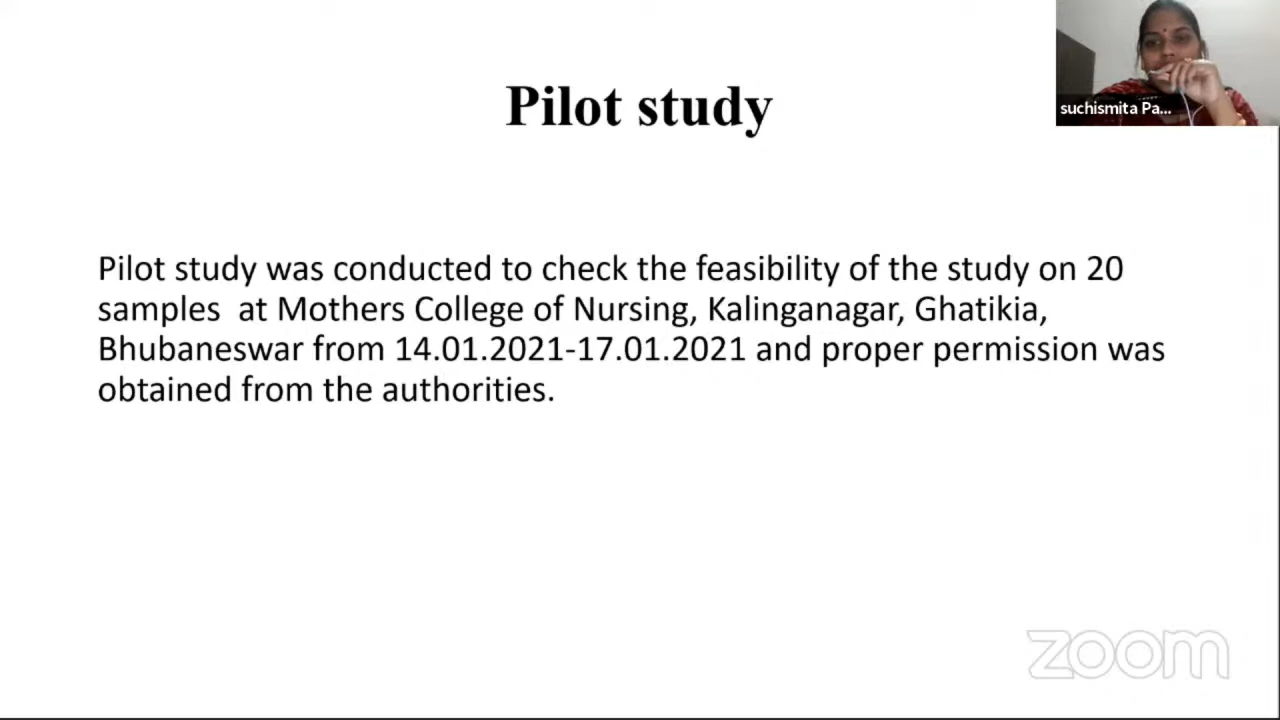 Pilot study
suchismita Pa...
Pilot study was conducted to check the feasibility of the study on 20
samples  at Mothers College of Nursing, Kalinganagar, Ghatikia,
Bhubaneswar from 14.01.2021-17.01.2021 and proper permission was
obtained from the authorities.
zoom